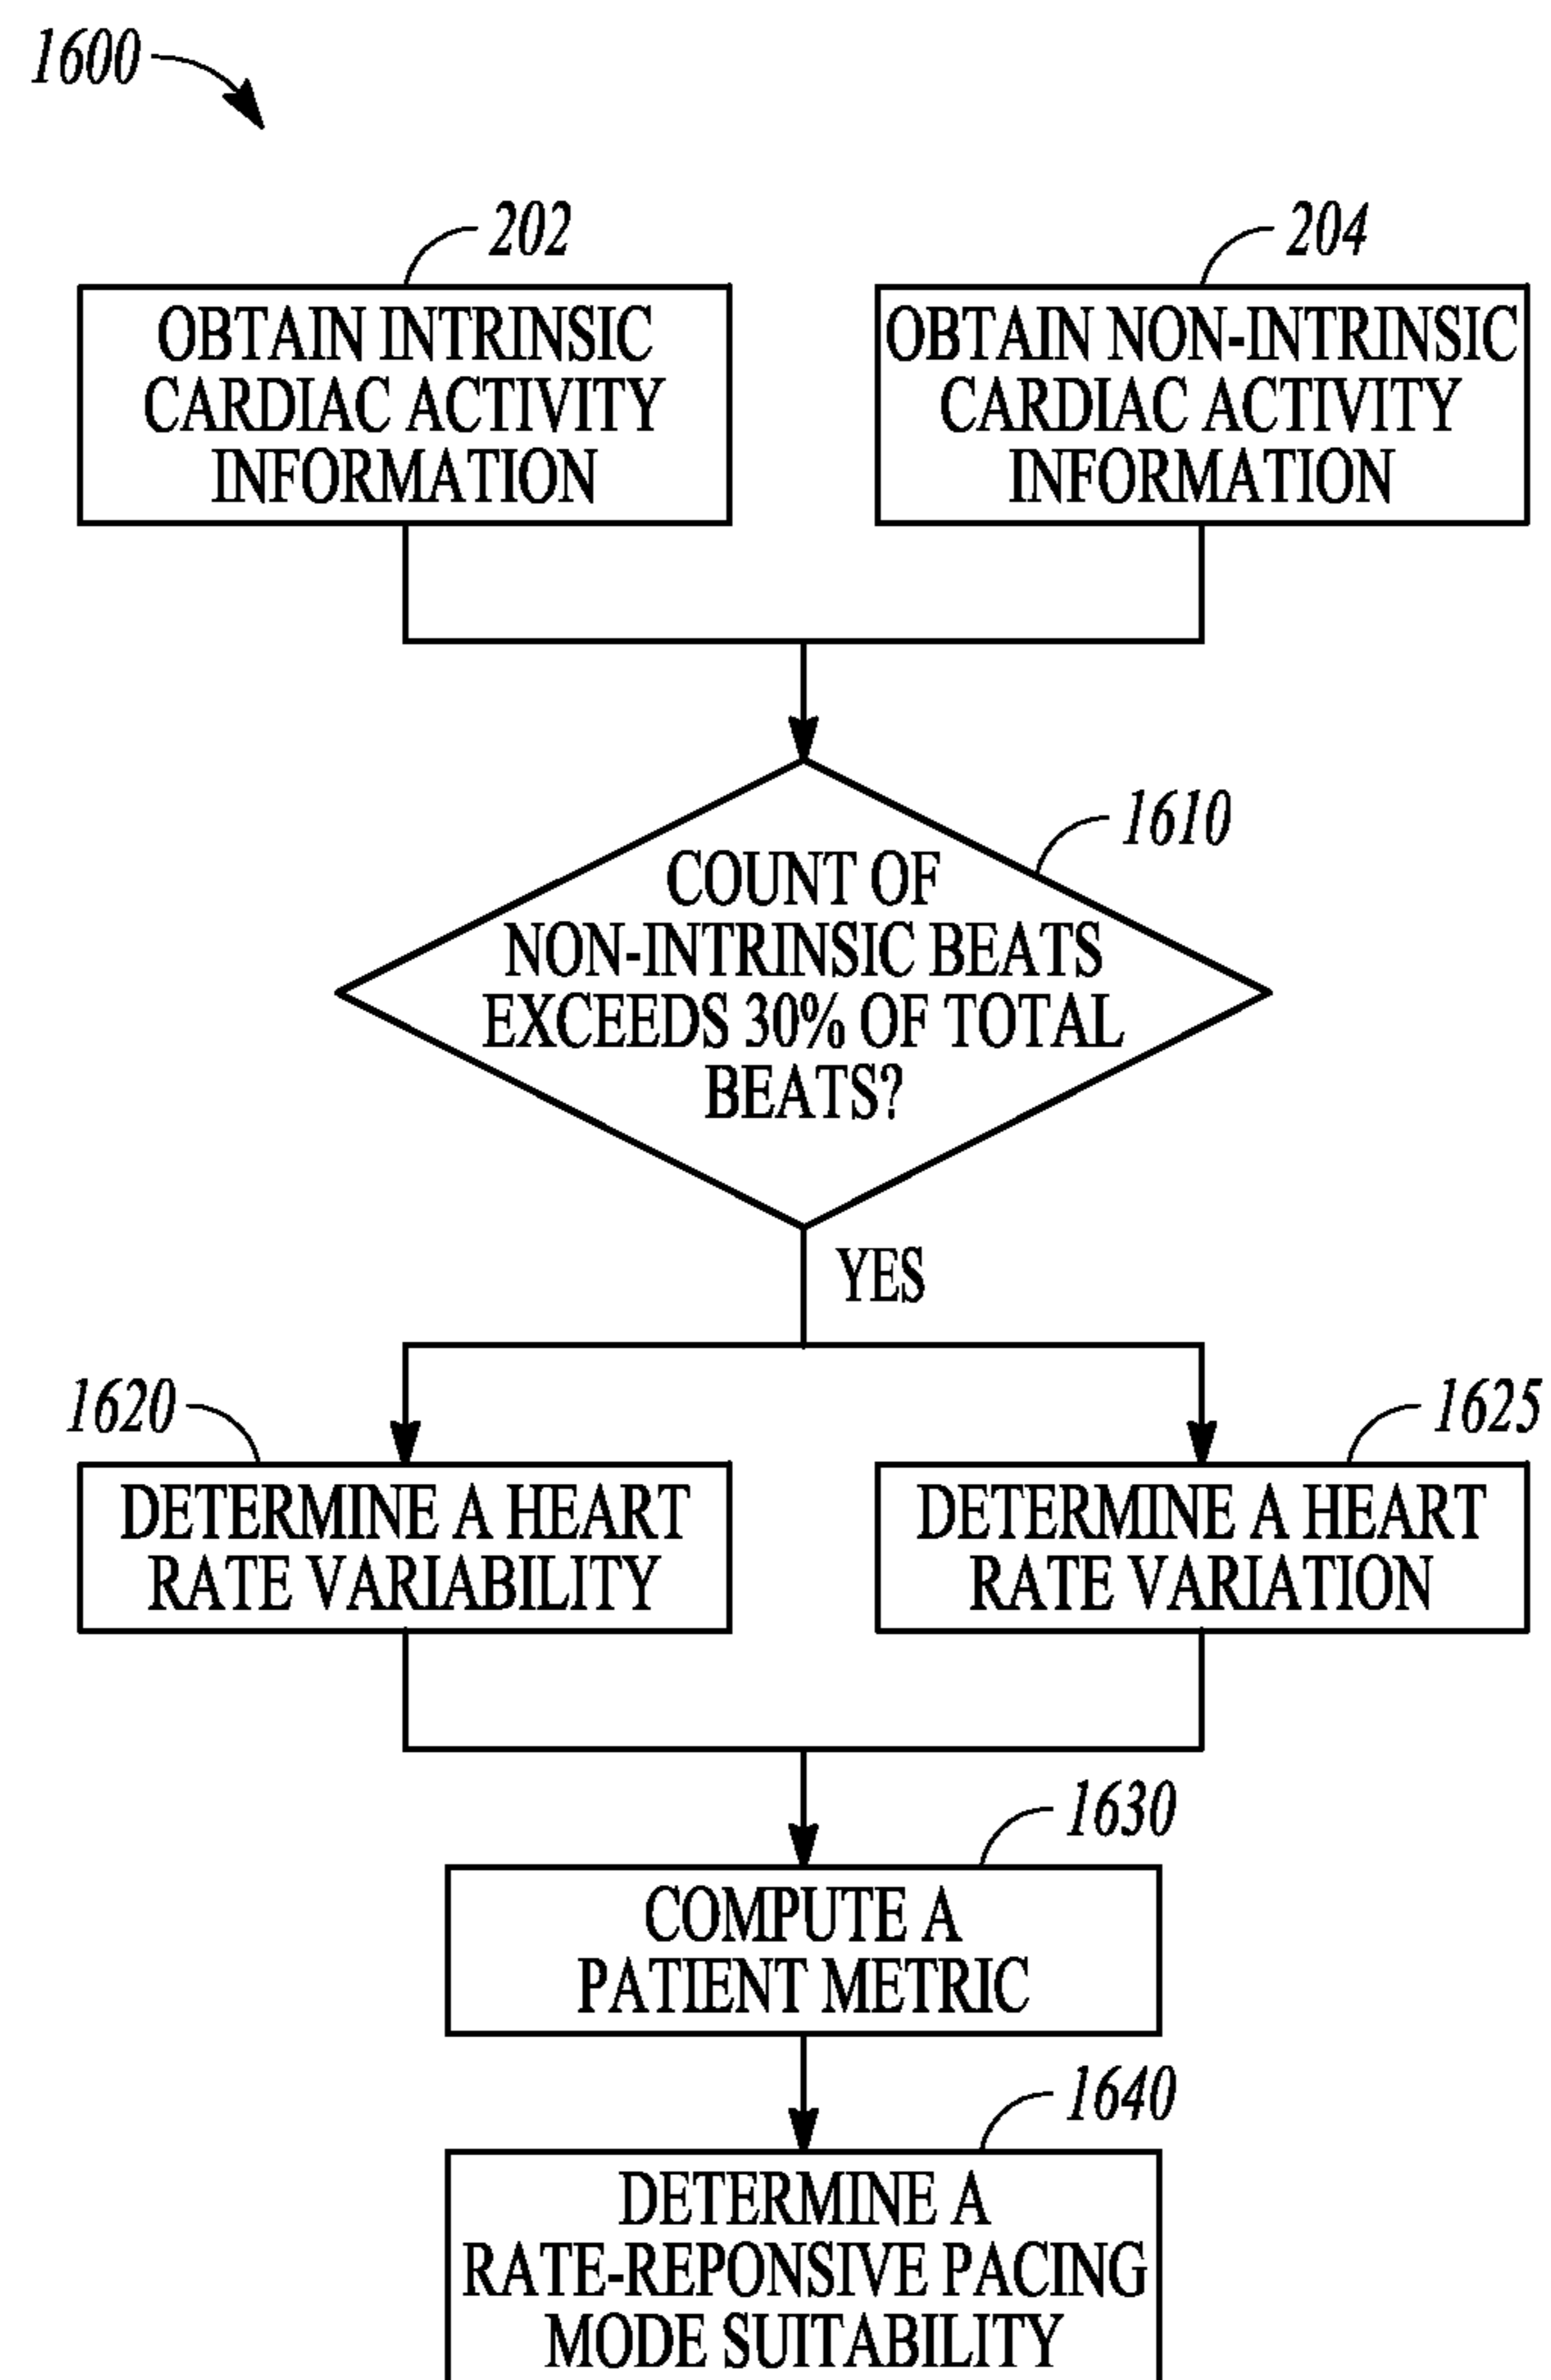 1600
202
204
OBTAIN INTRINSIC
CARDIAC ACTIVITY
INFORMATION
OBTAIN NON-INTRINSIC
CARDIAC ACTIVITY
INFORMATION
1610
COUNT OF
NON-INTRINSIC BEATS
EXCEEDS 30% OF TOTAL
BEATS?
YES
1620
1625
DETERMINE A HEART
RATE VARIABILITY
DETERMINE A HEART
RATE VARIATION
1630
COMPUTE A
PATIENT METRIC
1640
DETERMINE A
RATE-REPONSIVE PACING
MODE SUITABILITY